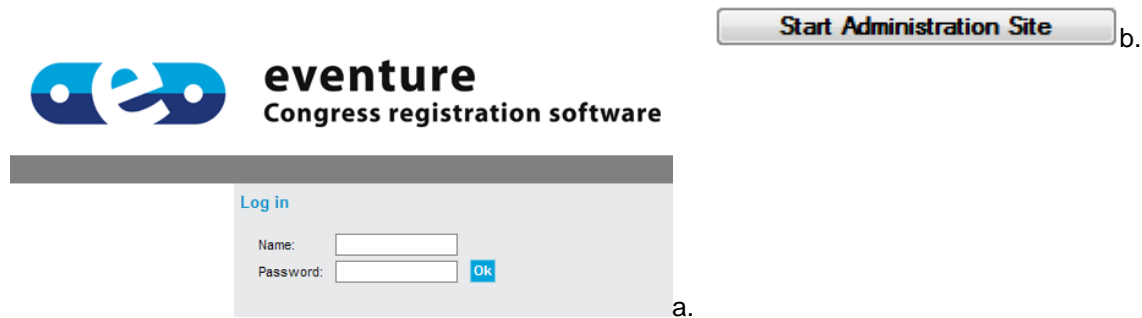 Start Administration Site b.
eventure
Congress registration software
Log in
Name:
Password: Ok
a.